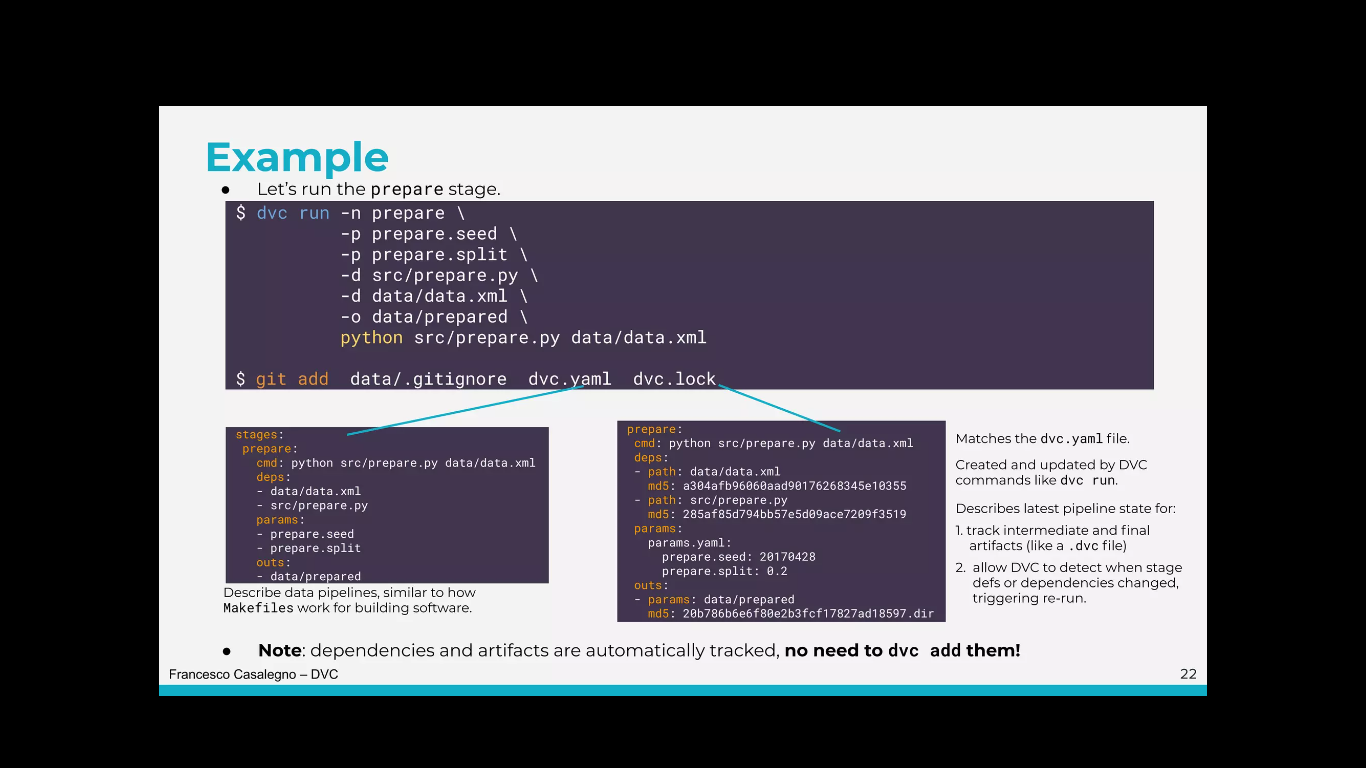 Example
● Let's run the prepare stage.
$ dvc run -n prepare \
-p prepare.seed \
-p prepare.split \
-d src/prepare.py \
-d data/data.xml \
-o data/prepared \
python src/prepare.py data/data.xml
$ git add data/.gitignore dvc.yaml dvc.lock
stages:
prepare:
cmd: python src/prepare.py data/data.xml
deps:
- data/data.xml
- src/prepare.py
params:
- prepare.seed
- prepare.split
outs:
- data/prepared
Describe data pipelines, similar to how
Makefiles work for building software.
prepare:
cmd: python src/prepare.py data/data.xml
deps:
- path: data/data.xml
md5: a304afb96060aad90176268345e10355
- path: src/prepare.py
md5: 285af85d794bb57e5d09ace7209f3519
params:
params.yaml:
prepare.seed: 20170428
prepare.split: 0.2
outs:
- params: data/prepared
md5: 20b786b6e6f80e2b3fcf17827ad18597.dir
Matches the dvc.yaml file.
Created and updated by DVC
commands like dvc run.
Describes latest pipeline state for:
1. track intermediate and final
artifacts (like a .dvc file)
2. allow DVC to detect when stage
defs or dependencies changed,
triggering re-run.
● Note: dependencies and artifacts are automatically tracked, no need to dvc add them!
Francesco Casalegno – DVC
22